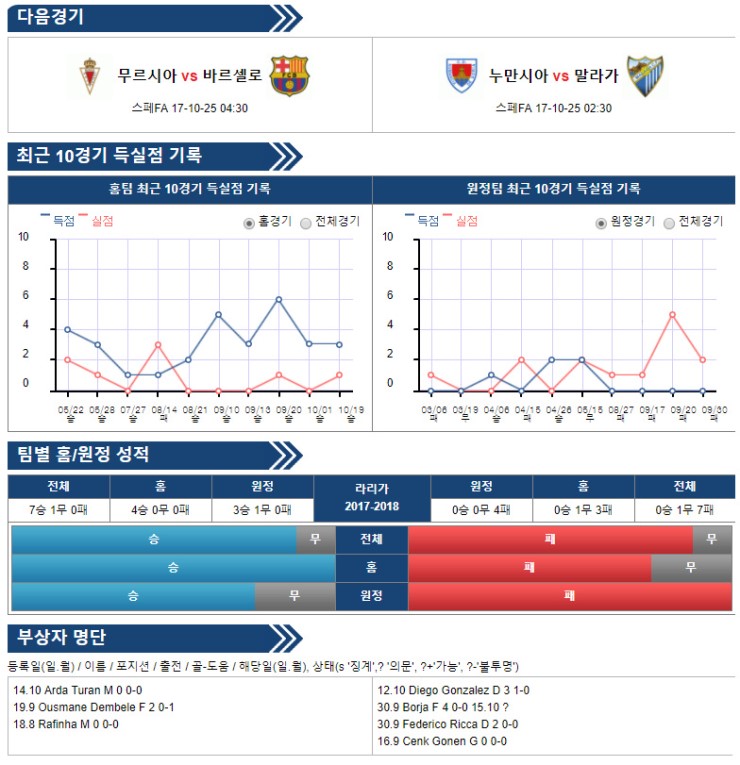 다음경기
무르시아 vs 바르셀로
스페FA 17-10-25 04:30
누만시아 vs 말라가
스페FA 17-10-25 02:30
최근 10경기 득실점 기록
홈팀 최근 10경기 득실점 기록
득점 실점 홈경기 전체경기
10
8
6
4
2
0
05/22 05/28 07/27 08/14 08/21 09/10 09/13 09/20 10/01 10/19
승 승 승 패 승 승 승 승 승 승
원정팀 최근 10경기 득실점 기록
득점 실점 원정경기 전체경기
10
8
6
4
2
0
03/06 03/19 04/06 04/15 04/26 05/15 08/27 09/17 09/20 09/30
패 무 승 패 승 무 패 패 패 패
팀별 홈/원정 성적
전체 홈 원정 라리가 2017-2018 원정 홈 전체
7승 1무 0패 4승 0무 0패 3승 1무 0패 0승 0무 4패 0승 1무 3패 0승 1무 7패
승 무 전체 패 무
승 홈 패 무
승 무 원정 패
부상자 명단
등록일(일.월) / 이름 / 포지션 / 출전 / 골-도움 / 해당일(일.월), 상태(s '징계',? '의문', ?+'가능', ?-'불투명')
14.10 Arda Turan M 0 0-0
19.9 Ousmane Dembele F 2 0-1
18.8 Rafinha M 0 0-0
12.10 Diego Gonzalez D 3 1-0
30.9 Borja F 4 0-0 15.10 ?
30.9 Federico Ricca D 2 0-0
16.9 Cenk Gonen G 0 0-0